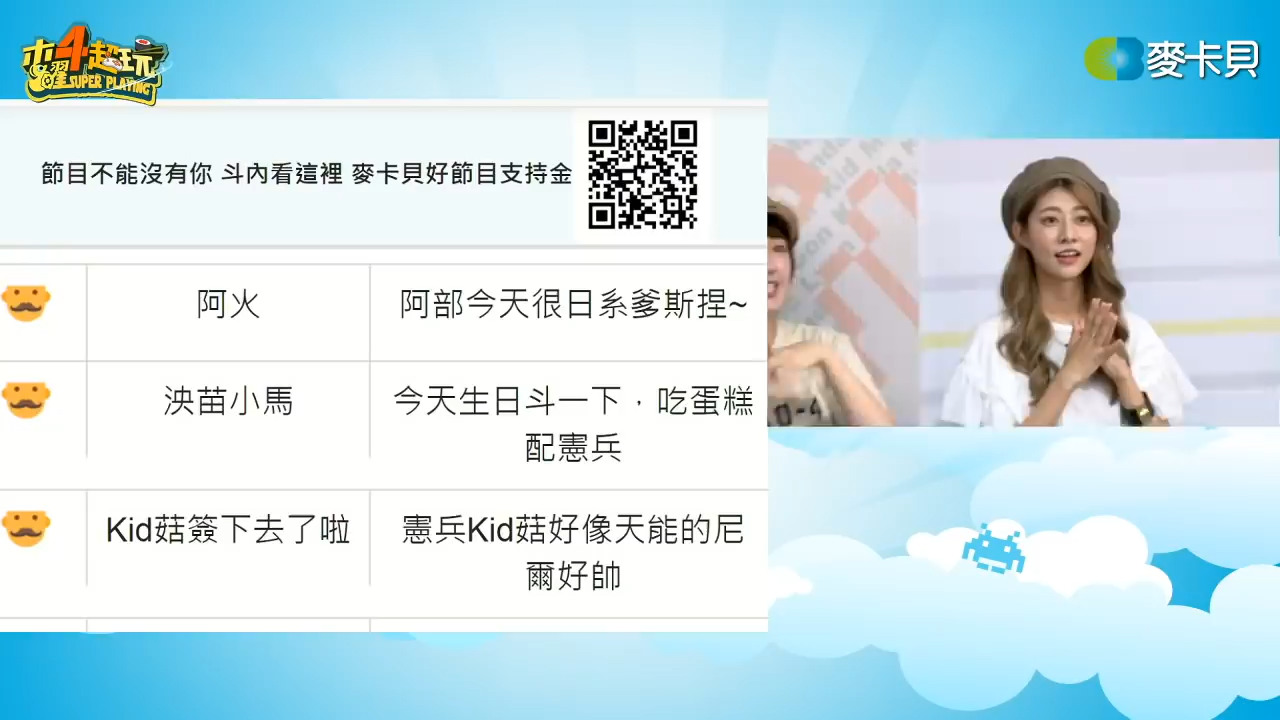 木曜4超玩
SUPER PLAYING
麥卡貝
節目不能沒有你 斗內看這裡 麥卡貝好節目支持金
阿火
阿部今天很日系爹斯捏~
泱苗小馬
今天生日斗一下，吃蛋糕
配憲兵
Kid菇簽下去了啦
憲兵Kid菇好像天能的尼
爾好帥